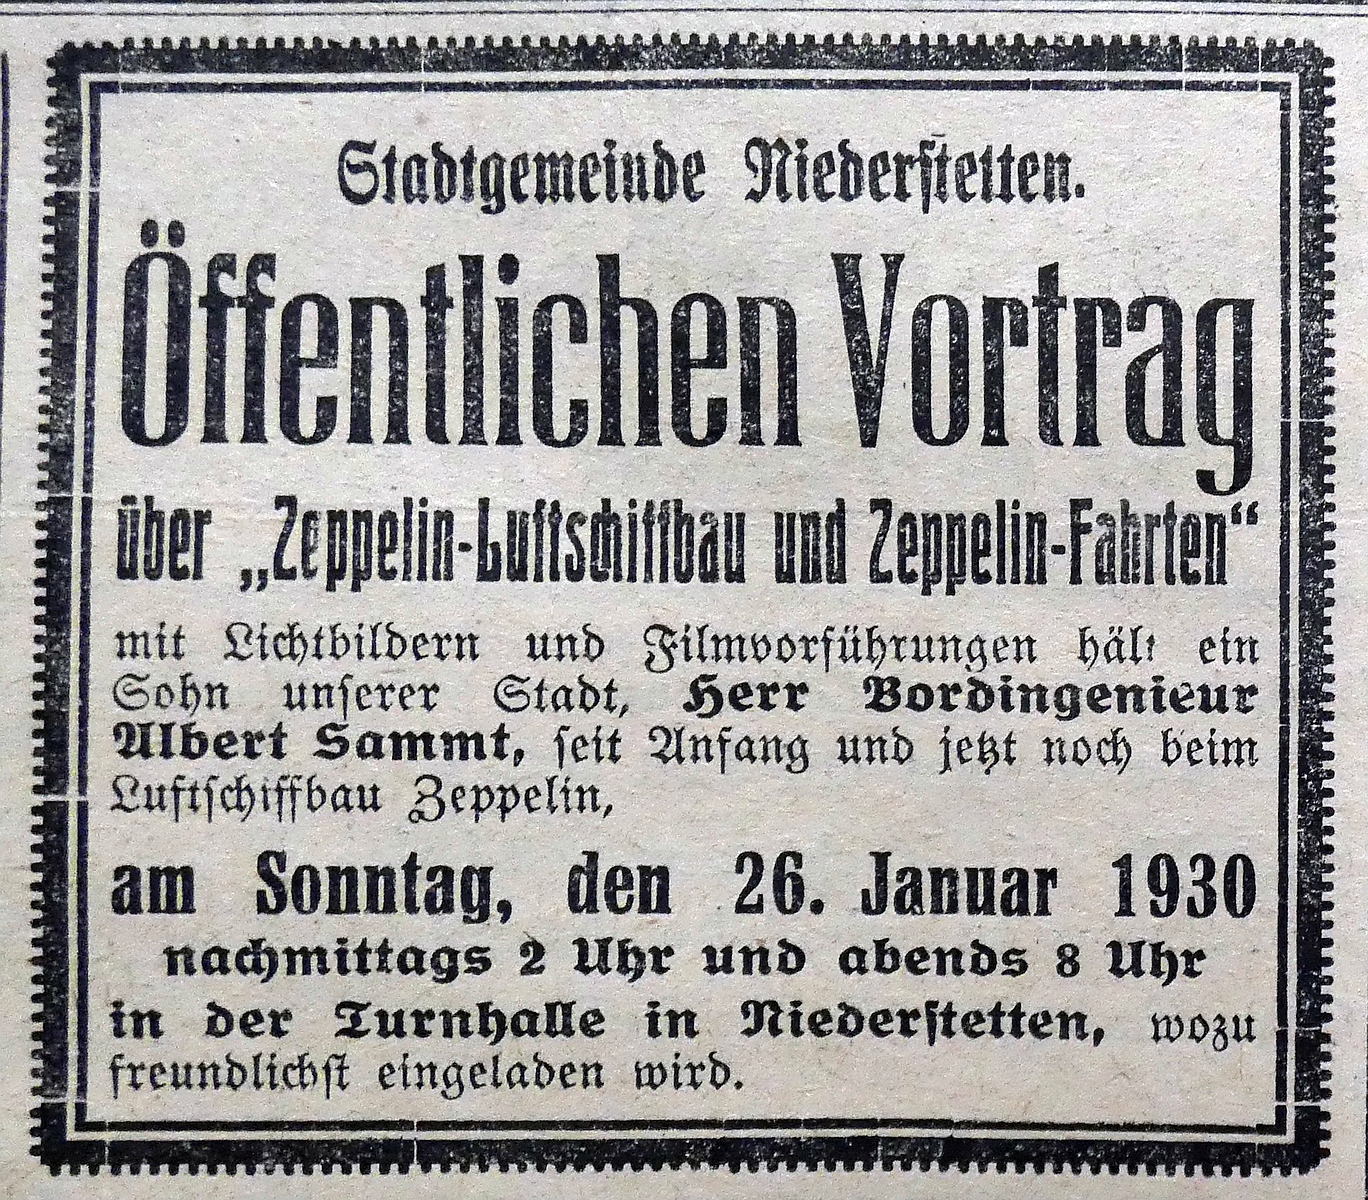 Stadtgemeinde Niederstetten.
Öffentlichen Vortrag
über „Zeppelin-Luftschiffbau und Zeppelin-Fahrten“
mit Lichtbildern und Filmvorführungen hält ein
Sohn unserer Stadt, Herr Bordingenieur
Albert Sammt, seit Anfang und jetzt noch beim
Luftschiffbau Zeppelin,
am Sonntag, den 26. Januar 1930
nachmittags 2 Uhr und abends 8 Uhr
in der Turnhalle in Niederstetten, wozu
freundlichst eingeladen wird.